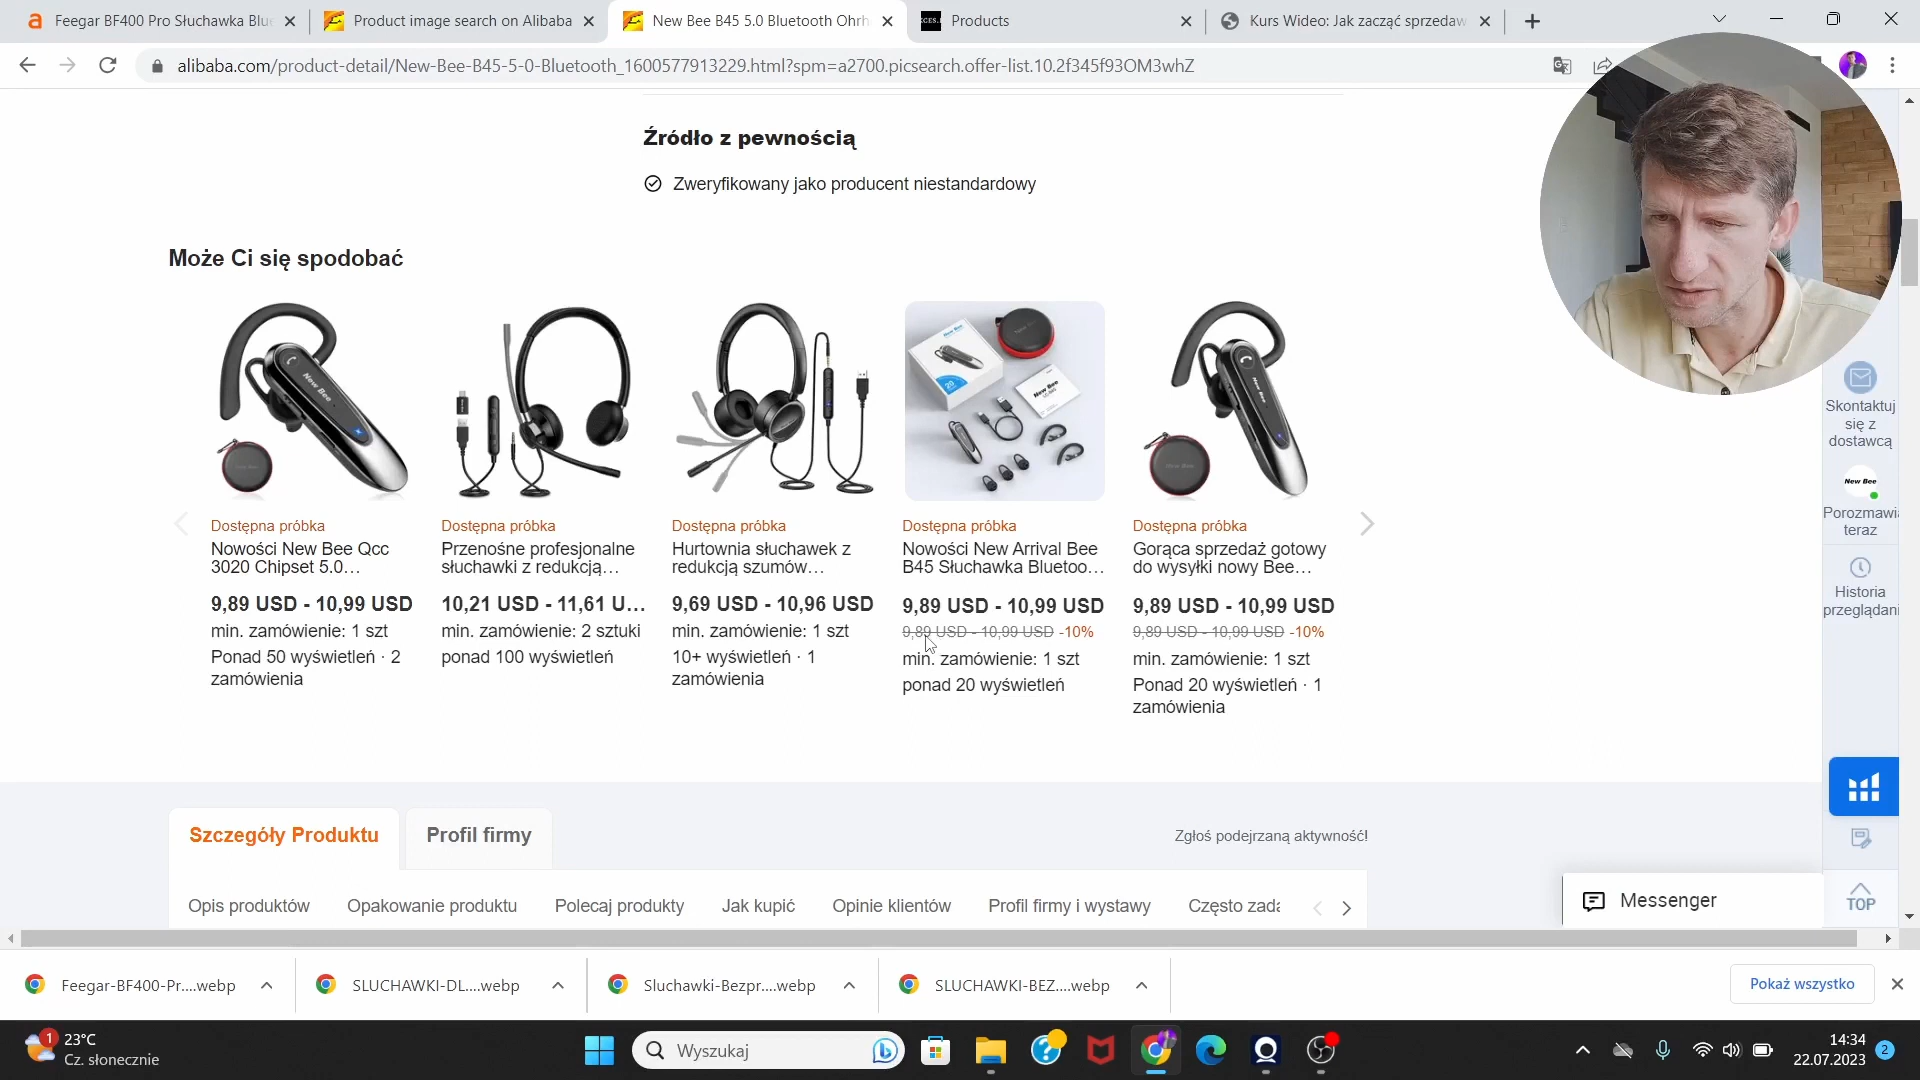 Feegar BF400 Pro Słuchawka Blue
Product image search on Alibaba
New Bee B45 5.0 Bluetooth Ohrh
Products
Kurs Wideo: Jak zacząć sprzedaw
alibaba.com/product-detail/New-Bee-B45-5-0-Bluetooth_1600577913229.html?spm=a2700.picsearch.offer-list.10.2f345f93OM3whZ
Źródło z pewnością
Zweryfikowany jako producent niestandardowy
Może Ci się spodobać
Dostępna próbka
Nowości New Bee Qcc
3020 Chipset 5.0...
9,89 USD - 10,99 USD
min. zamówienie: 1 szt
Ponad 50 wyświetleń · 2
zamówienia
Dostępna próbka
Przenośne profesjonalne
słuchawki z redukcją...
10,21 USD - 11,61 U...
min. zamówienie: 2 sztuki
ponad 100 wyświetleń
Dostępna próbka
Hurtownia słuchawek z
redukcją szumów...
9,69 USD - 10,96 USD
min. zamówienie: 1 szt
10+ wyświetleń · 1
zamówienia
Dostępna próbka
Nowości New Arrival Bee
B45 Słuchawka Bluetoo...
9,89 USD - 10,99 USD
9,89 USD - 10,99 USD -10%
min. zamówienie: 1 szt
ponad 20 wyświetleń
Dostępna próbka
Gorąca sprzedaż gotowy
do wysyłki nowy Bee...
9,89 USD - 10,99 USD
9,89 USD - 10,99 USD -10%
min. zamówienie: 1 szt
Ponad 20 wyświetleń · 1
zamówienia
Skontaktuj
się z
dostawcą
New Bee
Porozmawia
teraz
Historia
przeglądani
Szczegóły Produktu
Profil firmy
Zgłoś podejrzaną aktywność!
Opis produktów
Opakowanie produktu
Polecaj produkty
Jak kupić
Opinie klientów
Profil firmy i wystawy
Często zada
Messenger
TOP
Feegar-BF400-Pr....webp
SLUCHAWKI-DL....webp
Sluchawki-Bezpr....webp
SLUCHAWKI-BEZ....webp
Pokaż wszystko
1
23°C
Cz. słonecznie
Wyszukaj
14:34
22.07.2023
2